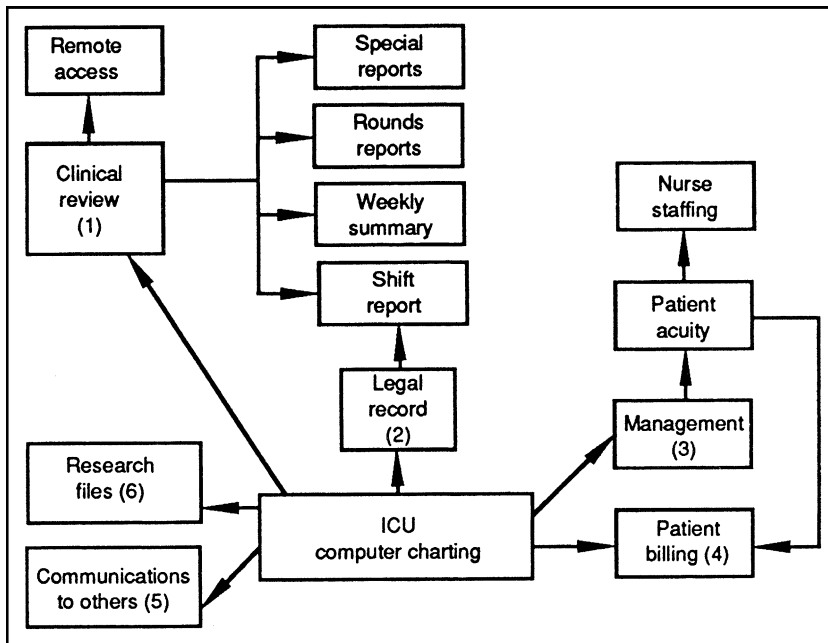 Remote
access
Special
reports
Rounds
reports
Clinical
review
(1)
Weekly
summary
Nurse
staffing
Shift
report
Patient
acuity
Legal
record
(2)
Management
(3)
Research
files (6)
ICU
computer charting
Patient
billing (4)
Communications
to others (5)